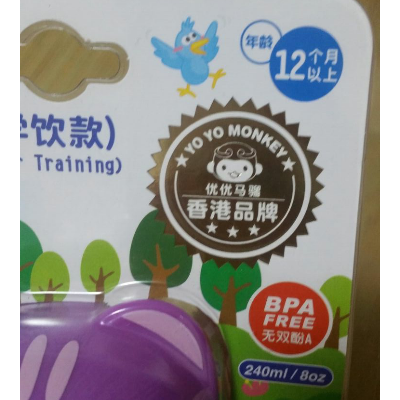 年龄
12个月
以上
学饮款)
Training)
YO YO MONKEY
优优马骝
香港品牌
BPA
FREE
无双酚A
240ml / 8oz